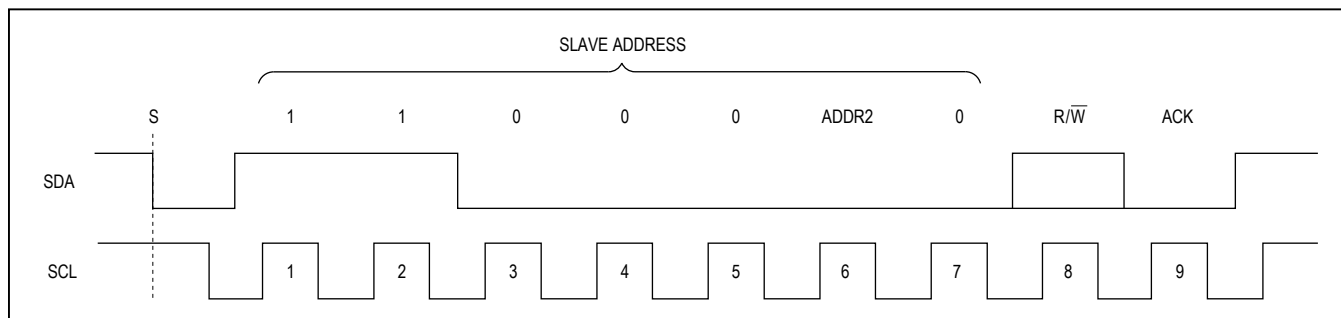 SLAVE ADDRESS
S 1 1 0 0 0 ADDR2 0 R/W̅ ACK
SDA
SCL 1 2 3 4 5 6 7 8 9